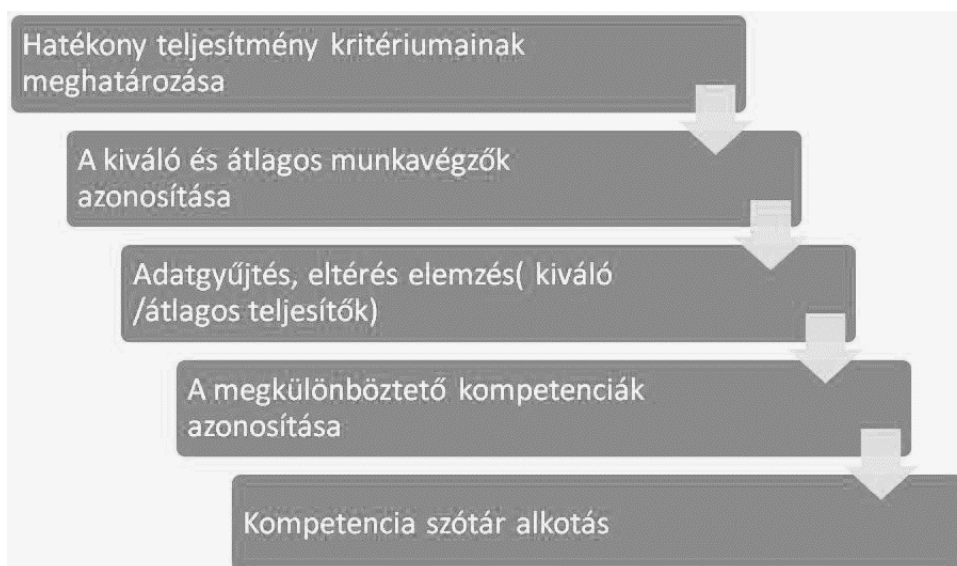 Hatékony teljesítmény kritériumainak
meghatározása
A kiváló és átlagos munkavégzők
azonosítása
Adatgyűjtés, eltérés elemzés( kiváló
/átlagos teljesítők)
A megkülönböztető kompetenciák
azonosítása
Kompetencia szótár alkotás